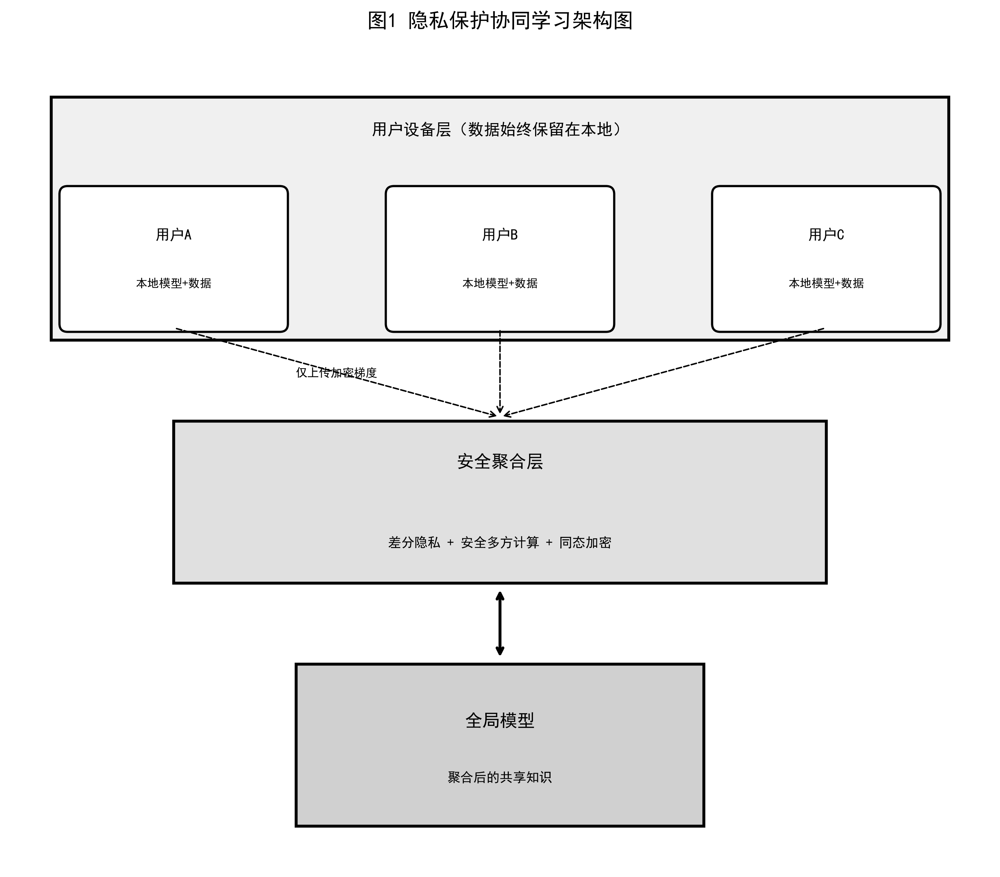 图1 隐私保护协同学习架构图
用户设备层（数据始终保留在本地）
用户A
本地模型+数据
用户B
本地模型+数据
用户C
本地模型+数据
仅上传加密梯度
安全聚合层
差分隐私 + 安全多方计算 + 同态加密
全局模型
聚合后的共享知识